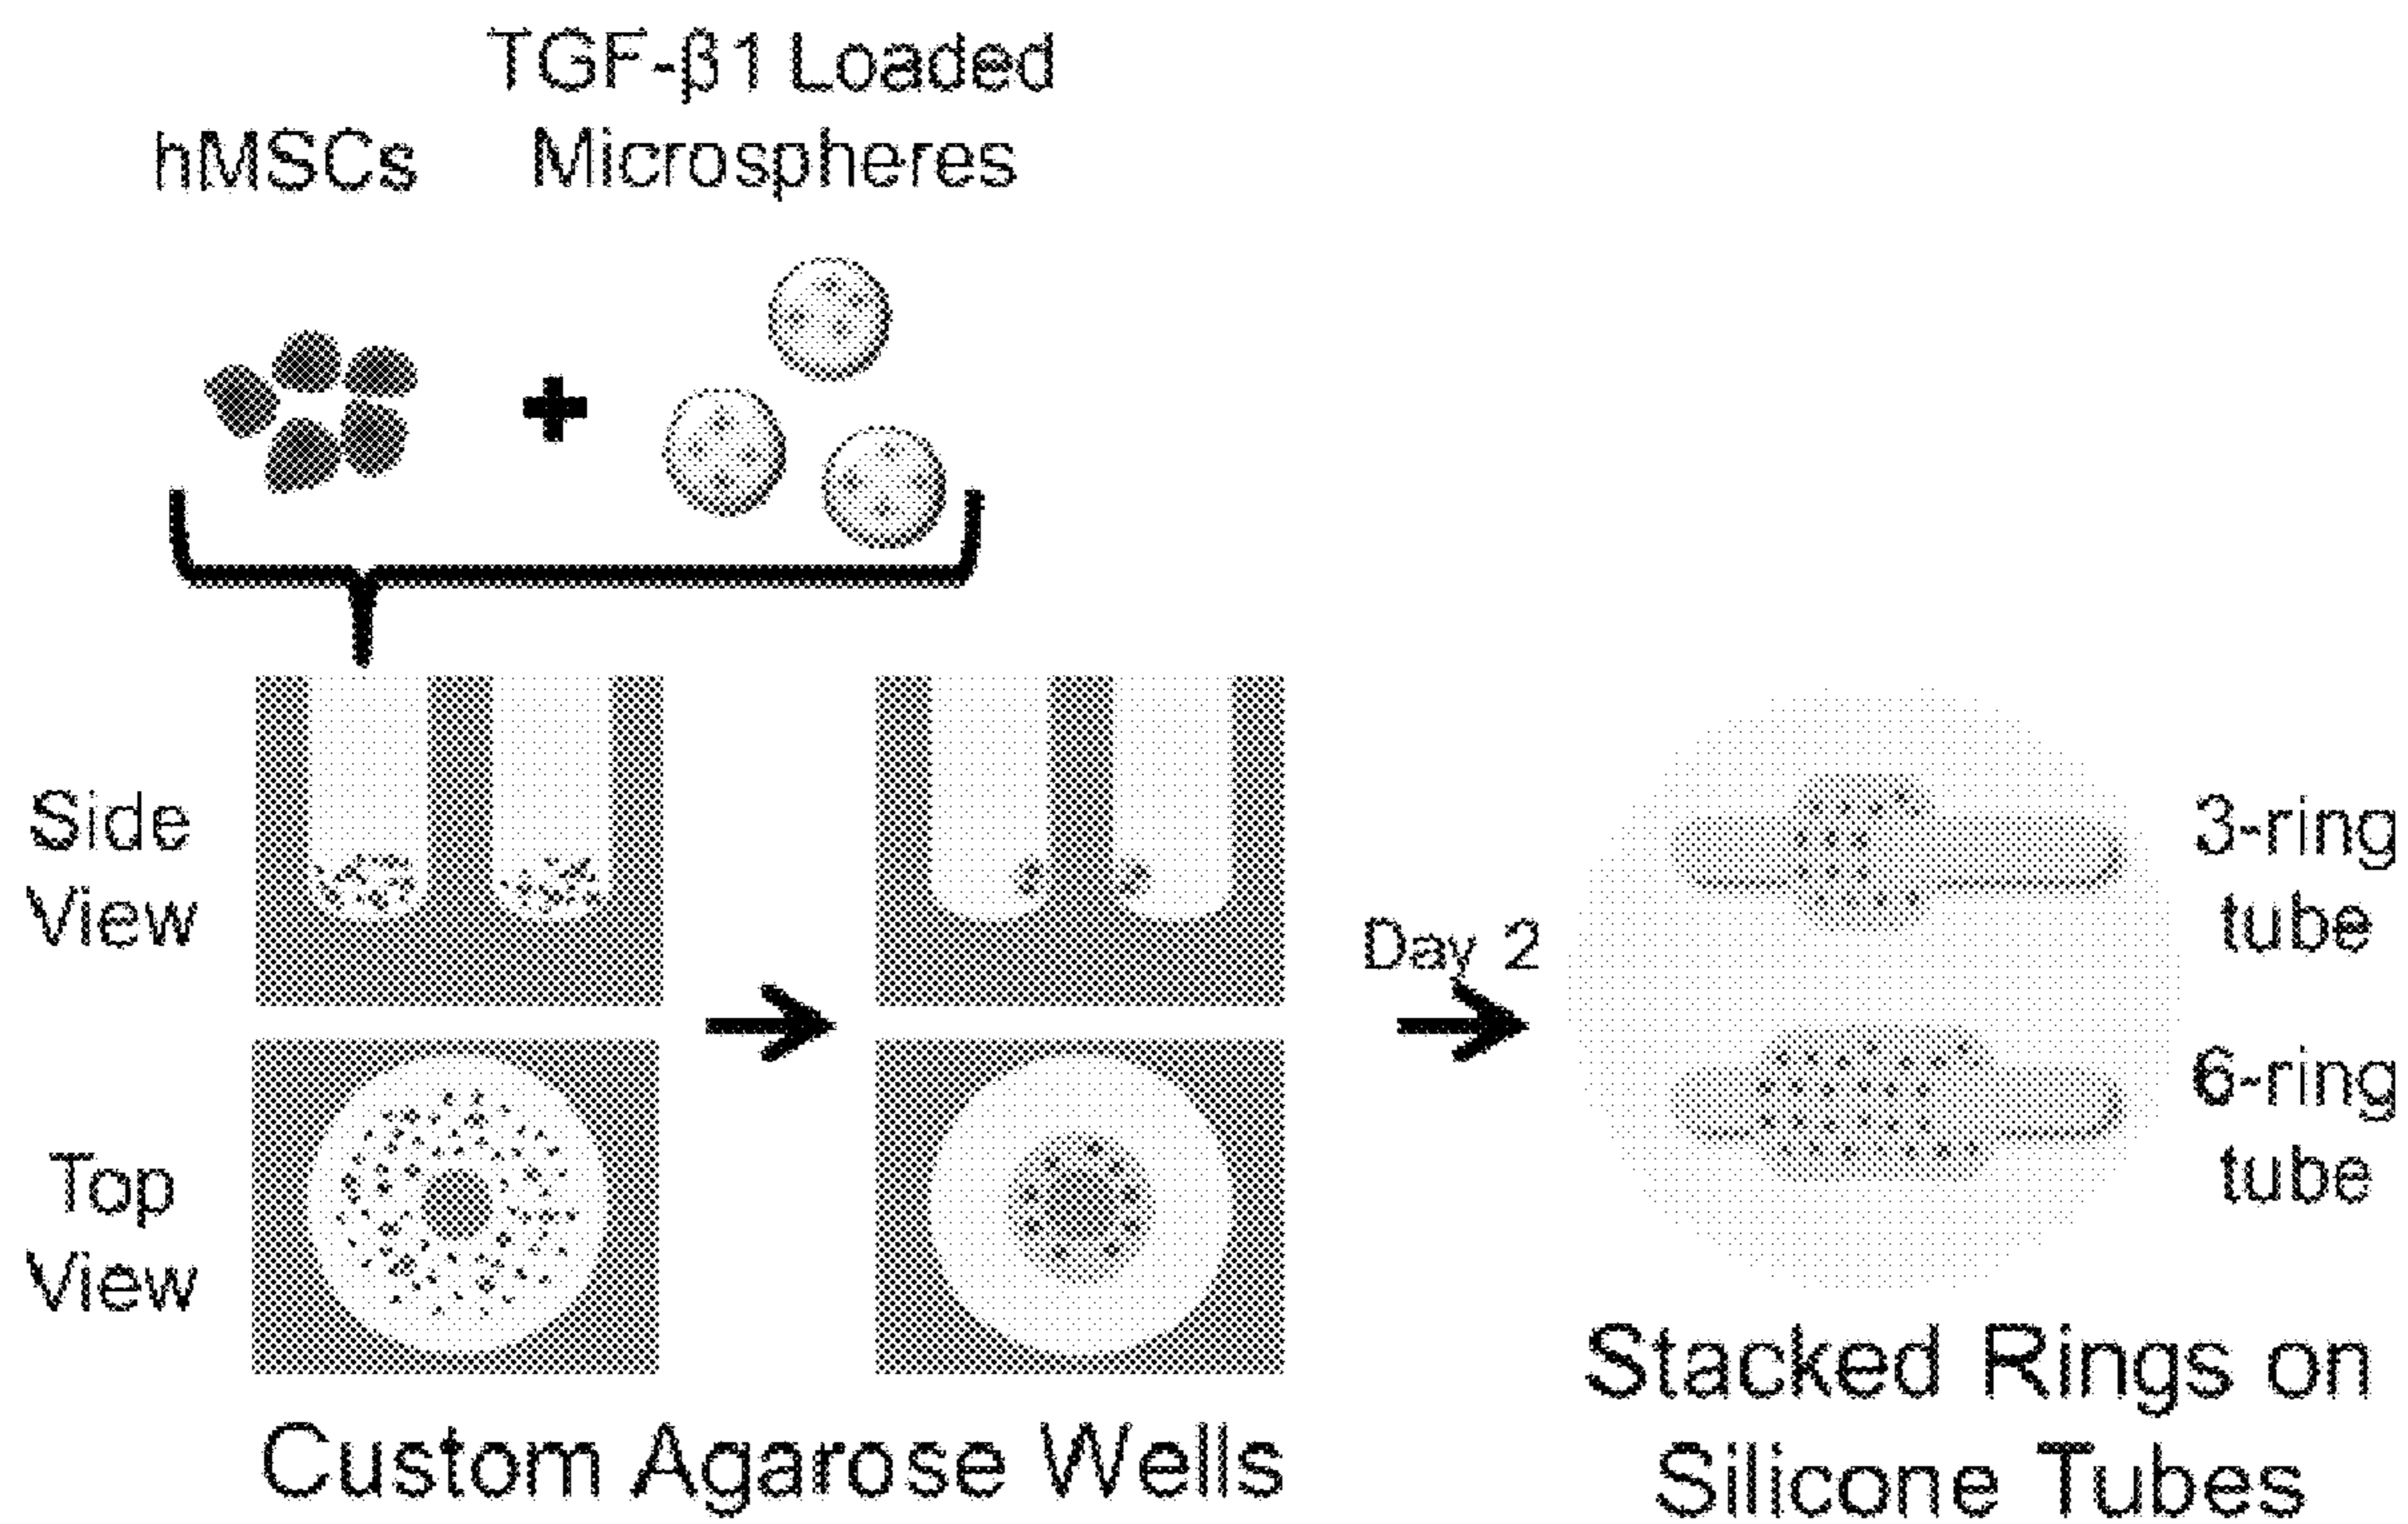 TGF-β1 Loaded
hMSCs Microspheres
Side
View
Top
View
Day 2
3-ring
tube
6-ring
tube
Custom Agarose Wells
Stacked Rings on
Silicone Tubes